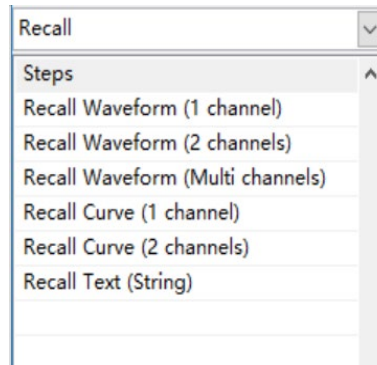 Recall
Steps
Recall Waveform (1 channel)
Recall Waveform (2 channels)
Recall Waveform (Multi channels)
Recall Curve (1 channel)
Recall Curve (2 channels)
Recall Text (String)